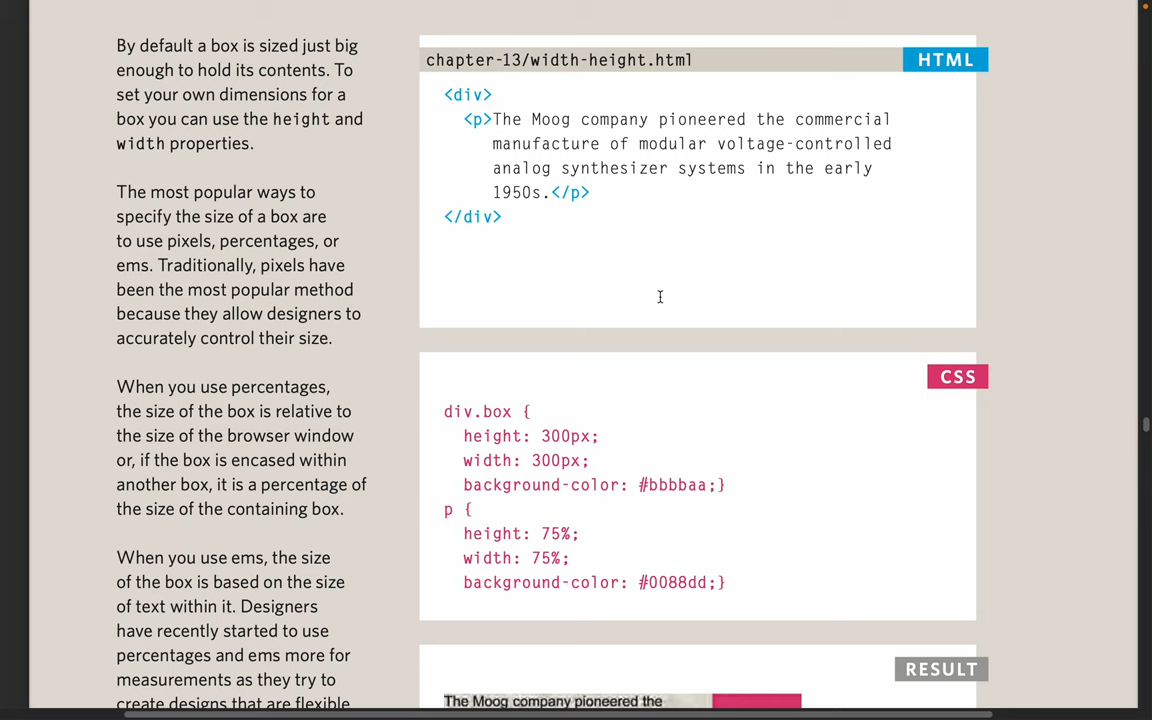 By default a box is sized just big
enough to hold its contents. To
set your own dimensions for a
box you can use the height and
width properties.
The most popular ways to
specify the size of a box are
to use pixels, percentages, or
ems. Traditionally, pixels have
been the most popular method
because they allow designers to
accurately control their size.
When you use percentages,
the size of the box is relative to
the size of the browser window
or, if the box is encased within
another box, it is a percentage of
the size of the containing box.
When you use ems, the size
of the box is based on the size
of text within it. Designers
have recently started to use
percentages and ems more for
measurements as they try to
create designs that are flexible
chapter-13/width-height.html
HTML
<div>
<p>The Moog company pioneered the commercial
manufacture of modular voltage-controlled
analog synthesizer systems in the early
1950s.</p>
</div>
CSS
div.box {
height: 300px;
width: 300px;
background-color: #bbbbaa;}
p {
height: 75%;
width: 75%;
background-color: #0088dd;}
RESULT
The Moog company pioneered the